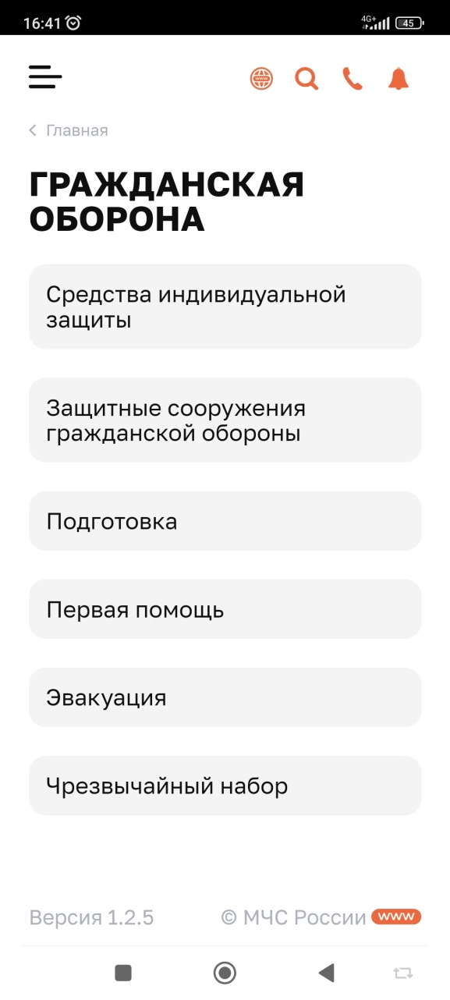 16:41
4G+
45
www
Главная
ГРАЖДАНСКАЯ
ОБОРОНА
Средства индивидуальной
защиты
Защитные сооружения
гражданской обороны
Подготовка
Первая помощь
Эвакуация
Чрезвычайный набор
Версия 1.2.5
© МЧС России
www